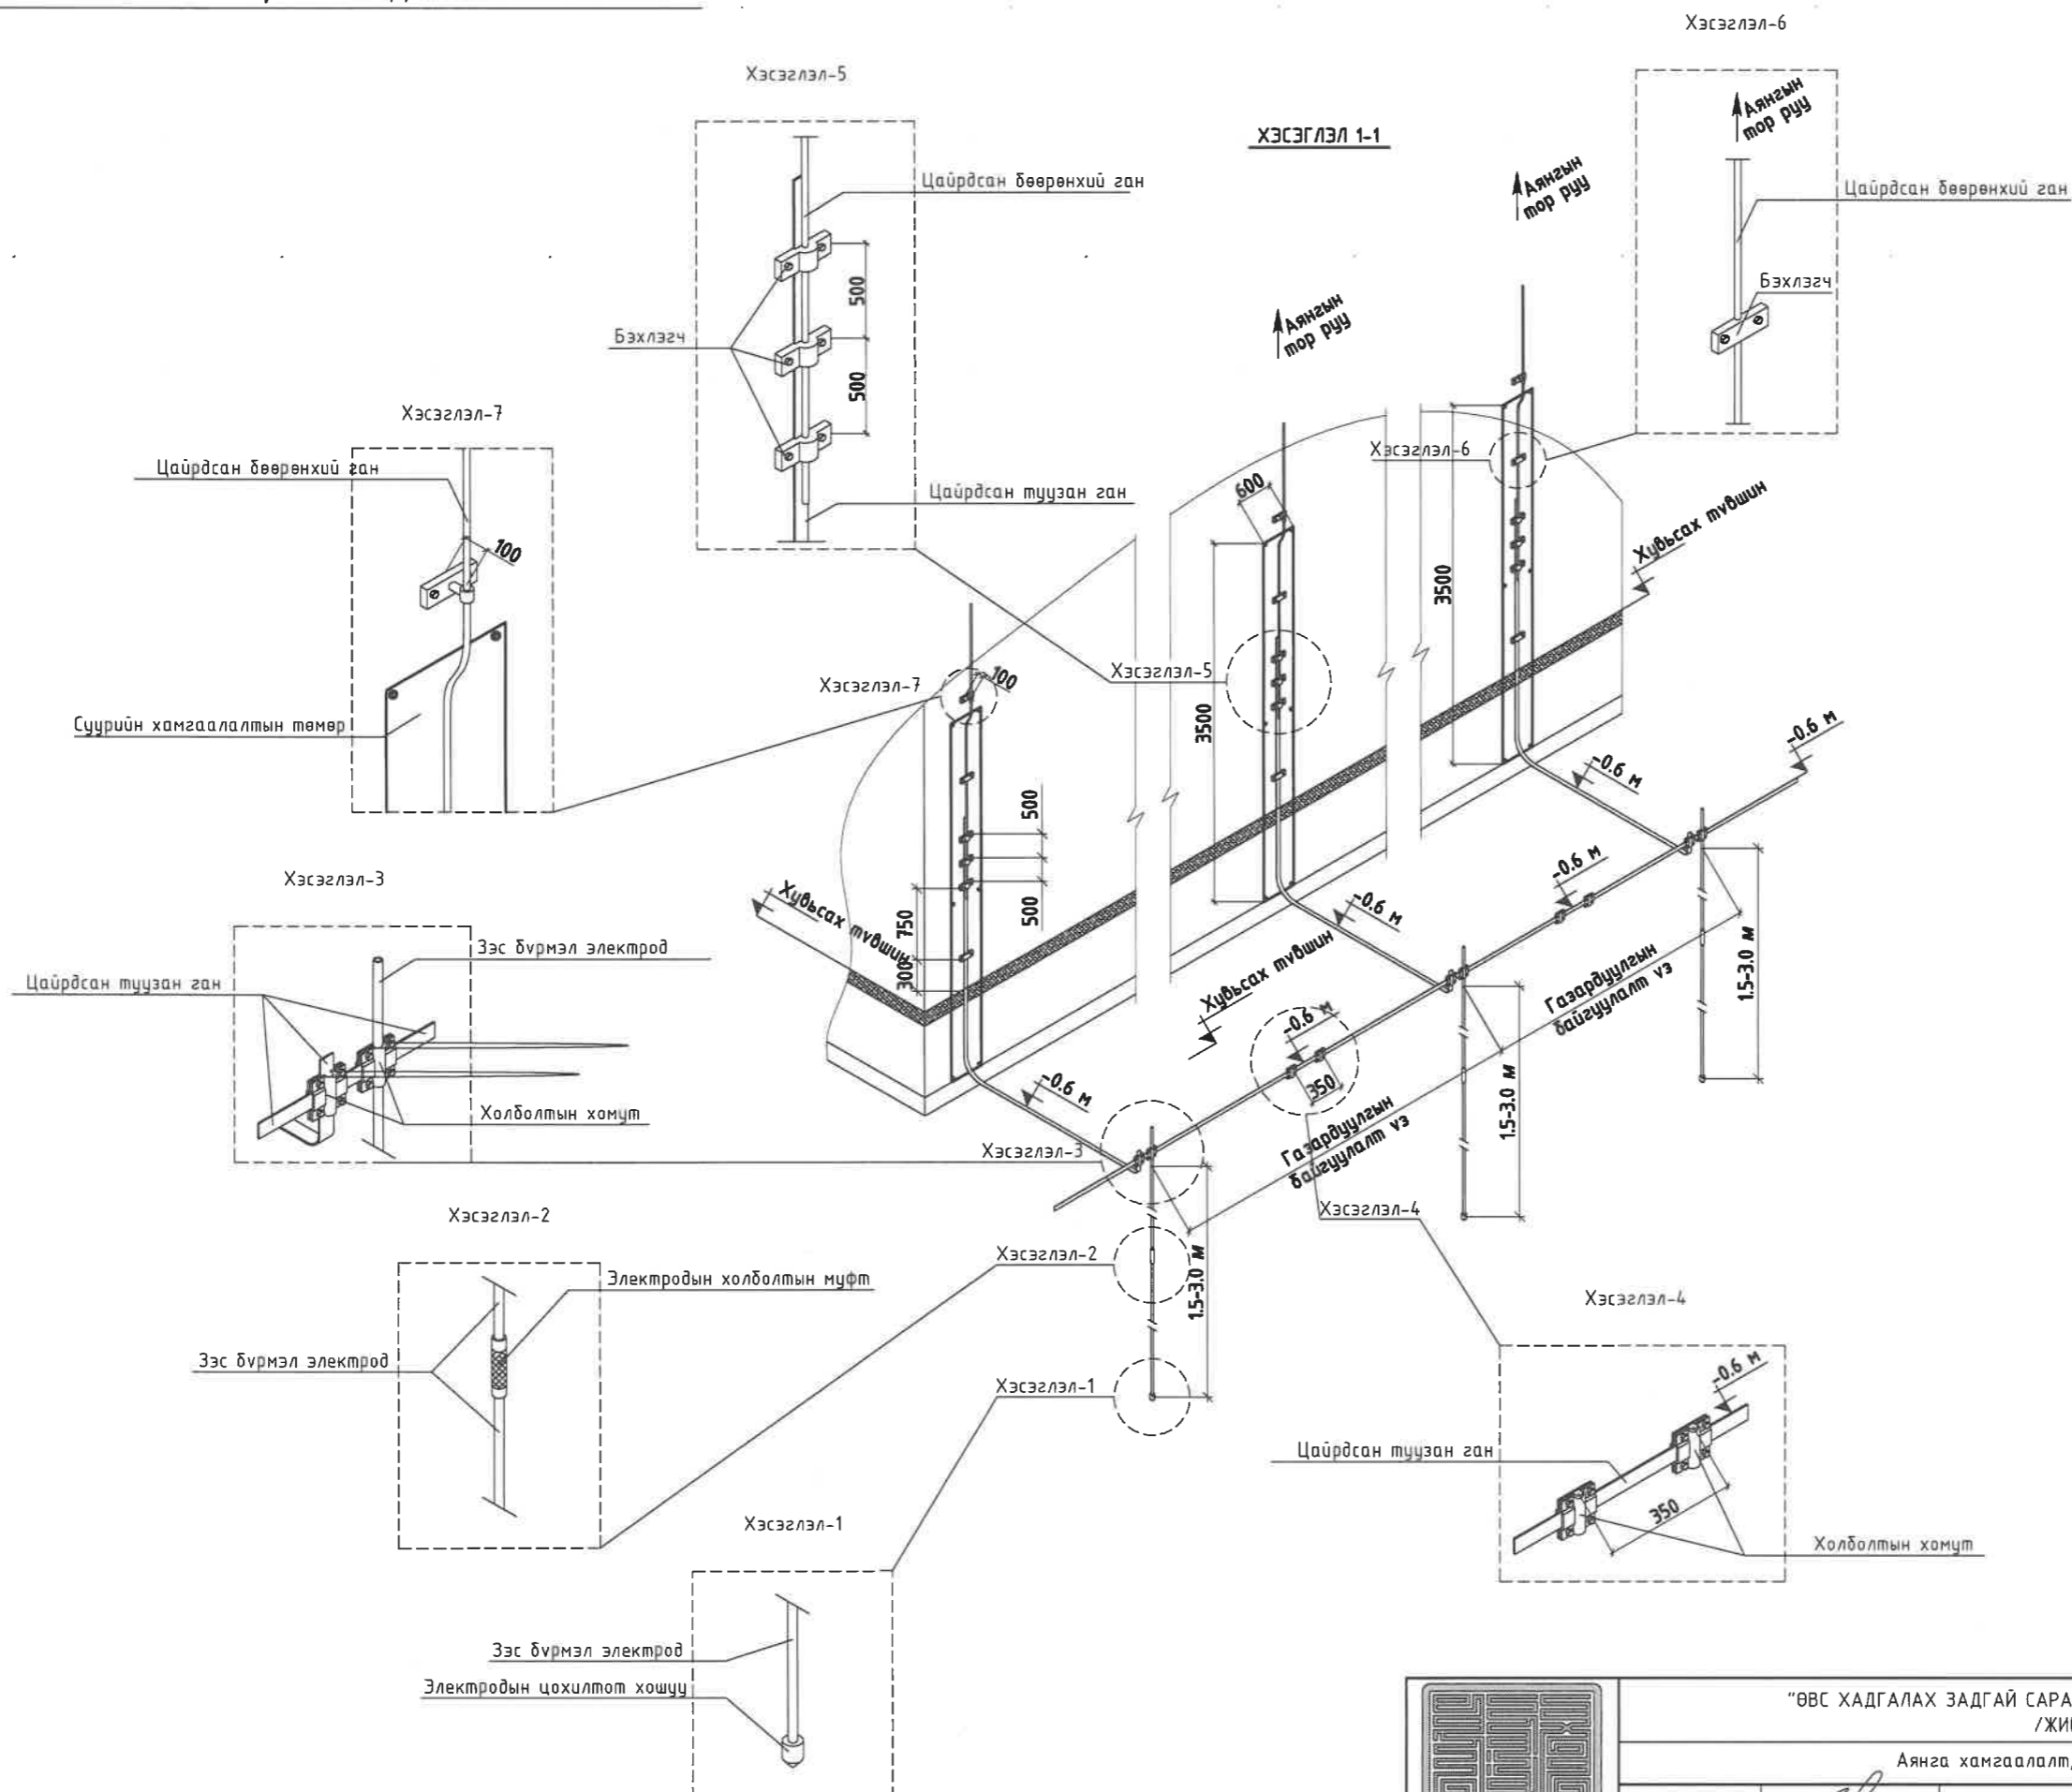 Хэсэглэл-6
Аянгын
тор руу
Цайрдсан бөөрөнхий ган
Бэхлэгч
Хэсэглэл-5
Цайрдсан бөөрөнхий ган
500
500
Бэхлэгч
Цайрдсан туузан ган
ХЭСЭГЛЭЛ 1-1
Аянгын
тор руу
Аянгын
тор руу
Хэсэглэл-7
Цайрдсан бөөрөнхий ган
100
Суурийн хамгаалалтын төмөр
Хэсэглэл-6
600
3500
3500
Хувьсах түвшин
Хэсэглэл-5
Хэсэглэл-7
100
-0.6 м
-0.6 м
-0.6 м
-0.6 м
500
500
750
300
Хувьсах түвшин
Хувьсах түвшин
-0.6 м
-0.6 м
350
Газардуулгын
байгуулалт үз
Газардуулгын
байгуулалт үз
1.5-3.0 м
1.5-3.0 м
1.5-3.0 м
Хэсэглэл-3
Зэс бүрмэл электрод
Цайрдсан туузан ган
Холболтын хомут
Хэсэглэл-3
Хэсэглэл-4
Хэсэглэл-2
Хэсэглэл-1
Хэсэглэл-2
Электродын холболтын муфт
Зэс бүрмэл электрод
Хэсэглэл-4
-0.6 м
Цайрдсан туузан ган
350
Холболтын хомут
Хэсэглэл-1
Зэс бүрмэл электрод
Электродын цохилтот хошуу
"ӨВС ХАДГАЛАХ ЗАДГАЙ САРА
Аянга хамгаалалт,